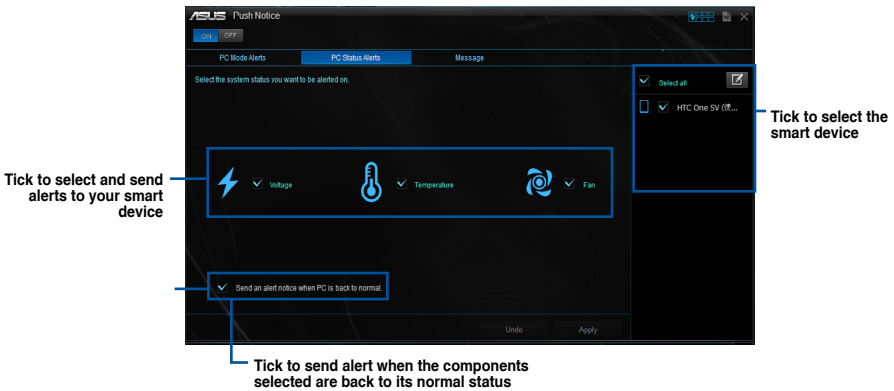 ASUS Push Notice
ON OFF
PC Mode Alerts PC Status Alerts Message
Select the system status you want to be alerted on.
Select all
HTC One SV (使...
Tick to select the
smart device
Tick to select and send
alerts to your smart
device
Voltage Temperature Fan
Send an alert notice when PC is back to normal.
Undo Apply
Tick to send alert when the components
selected are back to its normal status